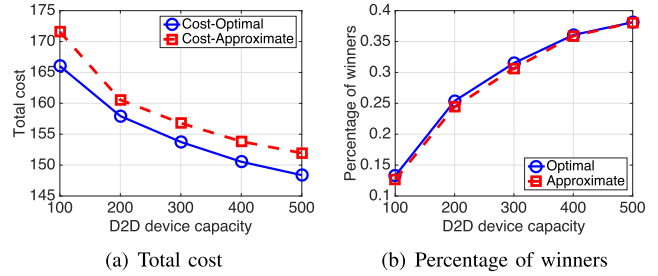 175
170
165
160
155
150
145
Total cost
Cost-Optimal
Cost-Approximate
100 200 300 400 500
D2D device capacity
(a) Total cost
0.4
0.35
0.3
0.25
0.2
0.15
0.1
Percentage of winners
Optimal
Approximate
100 200 300 400 500
D2D device capacity
(b) Percentage of winners